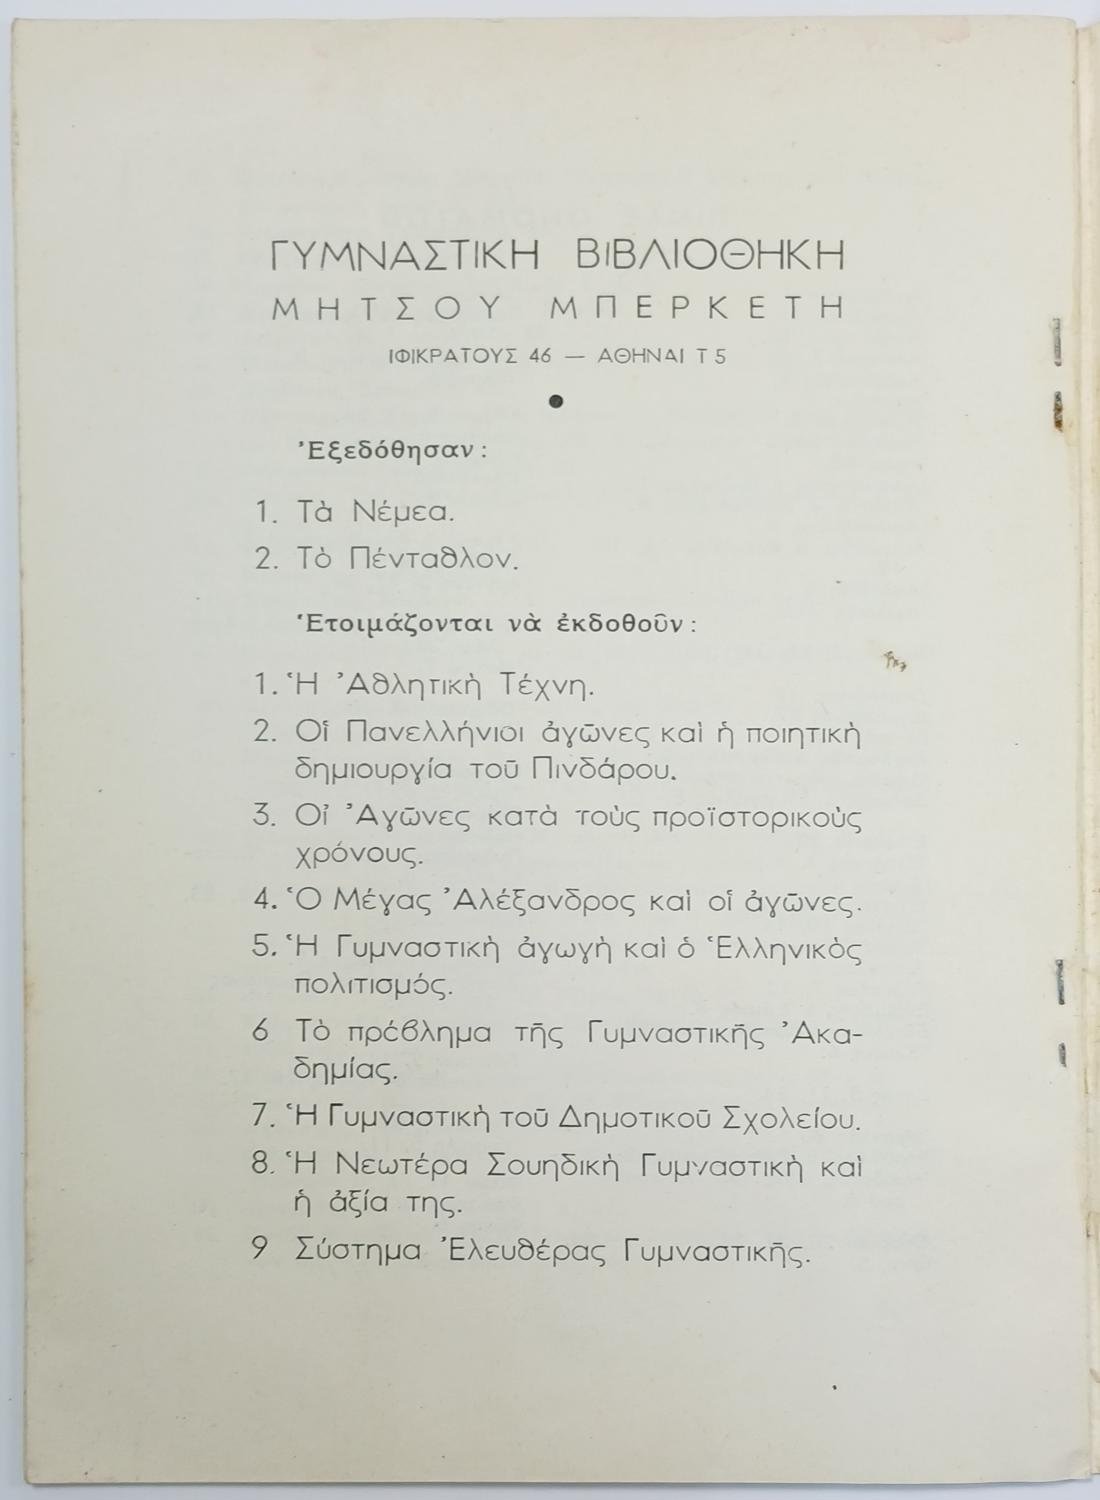 ΓΥΜΝΑΣΤΙΚΗ ΒΙΒΛΙΟΘΗΚΗ
ΜΗΤΣΟΥ ΜΠΕΡΚΕΤΗ
ΙΦΙΚΡΑΤΟΥΣ 46 — ΑΘΗΝΑΙ Τ 5
●
Ἐξεδόθησαν :
1. Τὰ Νέμεα.
2. Τὸ Πένταθλον.
Ἑτοιμάζονται νὰ ἐκδοθοῦν :
1. Ἡ Ἀθλητικὴ Τέχνη.
2. Οἱ Πανελλήνιοι ἀγῶνες καὶ ἡ ποιητικὴ
δημιουργία τοῦ Πινδάρου.
3. Οἱ Ἀγῶνες κατὰ τοὺς προϊστορικοὺς
χρόνους.
4. Ὁ Μέγας Ἀλέξανδρος καὶ οἱ ἀγῶνες.
5. Ἡ Γυμναστικὴ ἀγωγὴ καὶ ὁ Ἑλληνικὸς
πολιτισμός.
6 Τὸ πρόβλημα τῆς Γυμναστικῆς Ἀκα-
δημίας.
7. Ἡ Γυμναστικὴ τοῦ Δημοτικοῦ Σχολείου.
8. Ἡ Νεωτέρα Σουηδικὴ Γυμναστικὴ καὶ
ἡ ἀξία της.
9 Σύστημα Ἐλευθέρας Γυμναστικῆς.